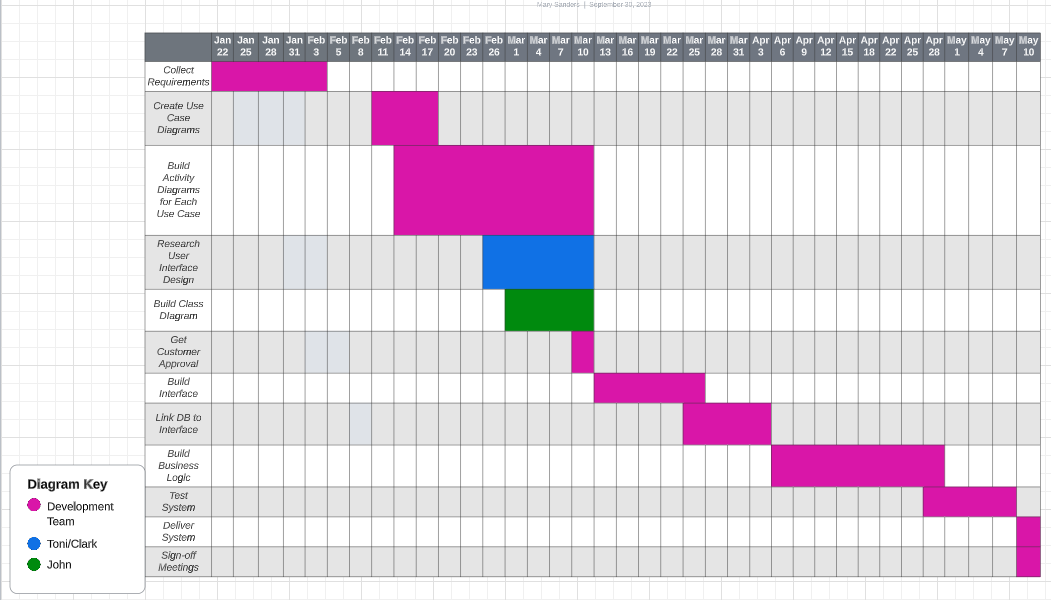 Mary Sanders | September 30, 2023
Jan Jan Jan Jan Feb Feb Feb Feb Feb Feb Feb Feb Feb Mar Mar Mar Mar Mar Mar Mar Mar Mar Mar Mar Apr Apr Apr Apr Apr Apr Apr Apr Apr May May May May
22 25 28 31 3 5 8 11 14 17 20 23 26 1 4 7 10 13 16 19 22 25 28 31 3 6 9 12 15 18 22 25 28 1 4 7 10
Collect
Requirements
Create Use
Case
Diagrams
Build
Activity
Diagrams
for Each
Use Case
Research
User
Interface
Design
Build Class
Diagram
Get
Customer
Approval
Build
Interface
Link DB to
Interface
Build
Business
Logic
Test
System
Deliver
System
Sign-off
Meetings
Diagram Key
Development
Team
Toni/Clark
John